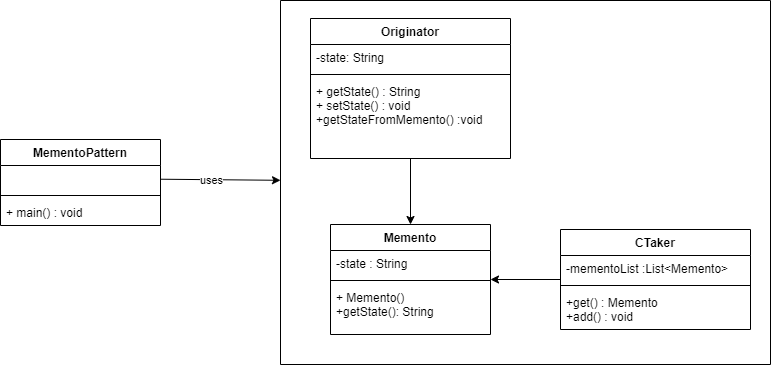 Originator
-state: String
+ getState() : String
+ setState() : void
+getStateFromMemento() :void
MementoPattern
+ main() : void
uses
Memento
-state : String
+ Memento()
+getState(): String
CTaker
-mementoList :List<Memento>
+get() : Memento
+add() : void